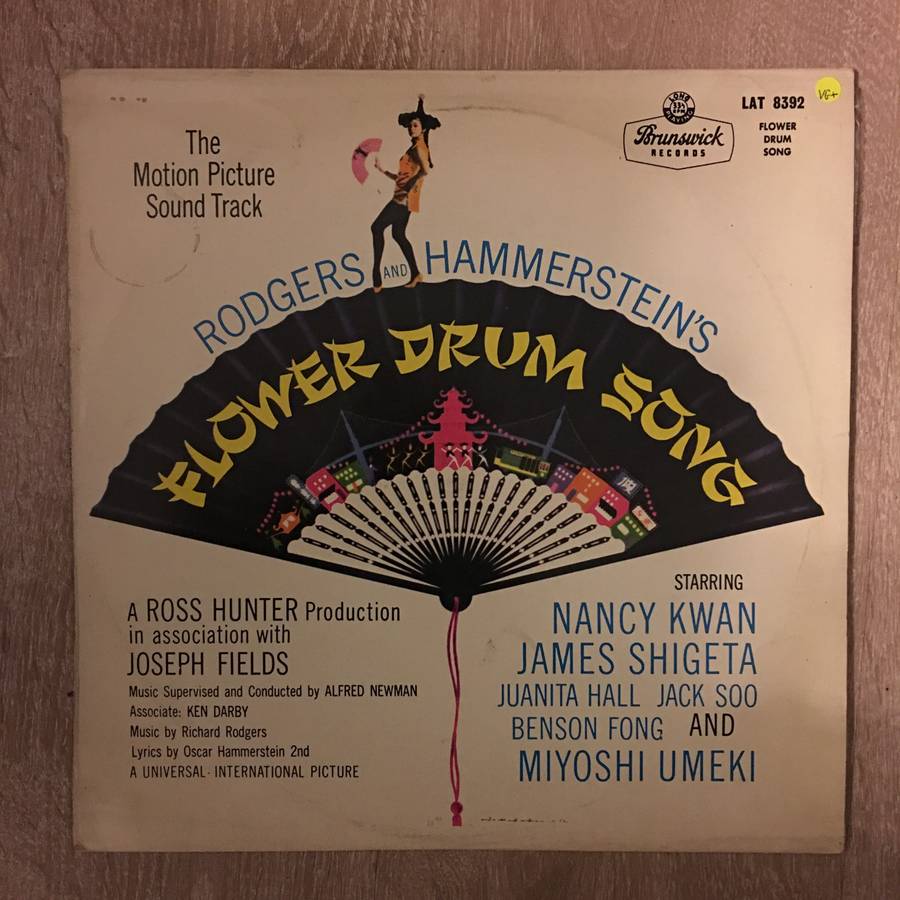 The
Motion Picture
Sound Track
LONG
33⅓
RPM
PLAYING
Brunswick
RECORDS
LAT 8392
FLOWER
DRUM
SONG
VG+
RODGERS AND HAMMERSTEIN'S
FLOWER DRUM SONG
A ROSS HUNTER Production
in association with
JOSEPH FIELDS
Music Supervised and Conducted by ALFRED NEWMAN
Associate: KEN DARBY
Music by Richard Rodgers
Lyrics by Oscar Hammerstein 2nd
A UNIVERSAL-INTERNATIONAL PICTURE
STARRING
NANCY KWAN
JAMES SHIGETA
JUANITA HALL JACK SOO
BENSON FONG AND
MIYOSHI UMEKI